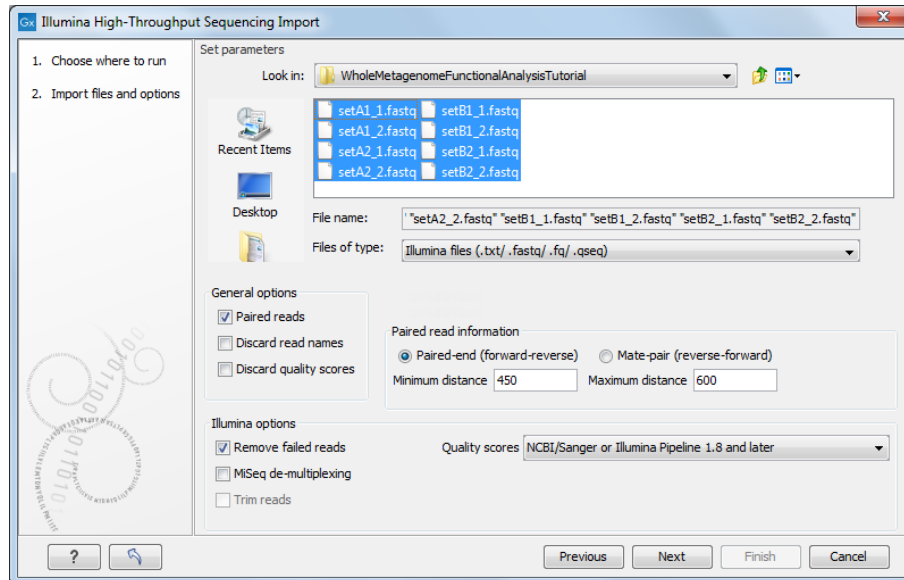 Gx Illumina High-Throughput Sequencing Import
1. Choose where to run
2. Import files and options
Set parameters
Look in: WholeMetagenomeFunctionalAnalysisTutorial
Recent Items
Desktop
setA1_1.fastq setB1_1.fastq
setA1_2.fastq setB1_2.fastq
setA2_1.fastq setB2_1.fastq
setA2_2.fastq setB2_2.fastq
File name: ' "setA2_2.fastq" "setB1_1.fastq" "setB1_2.fastq" "setB2_1.fastq" "setB2_2.fastq"
Files of type: Illumina files (.txt/ .fastq/ .fq/ .qseq)
General options
Paired reads
Discard read names
Discard quality scores
Paired read information
Paired-end (forward-reverse) Mate-pair (reverse-forward)
Minimum distance 450 Maximum distance 600
Illumina options
Remove failed reads Quality scores NCBI/Sanger or Illumina Pipeline 1.8 and later
MiSeq de-multiplexing
Trim reads
? Previous Next Finish Cancel